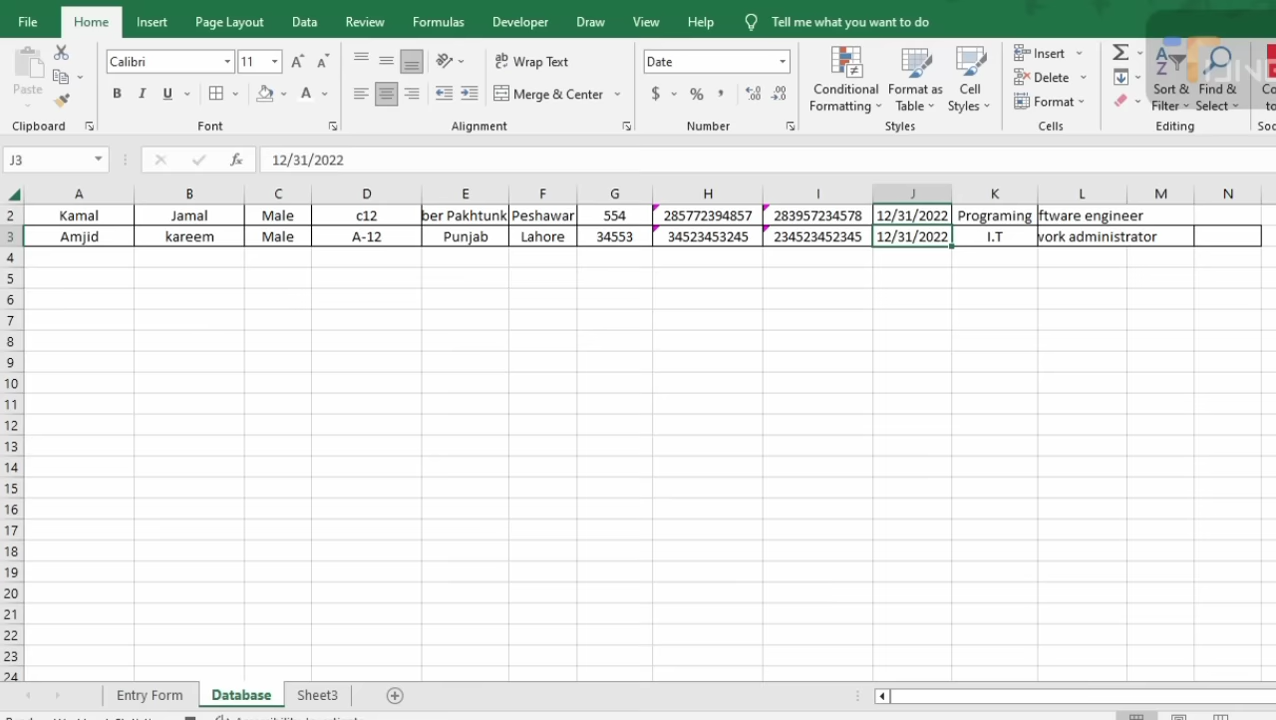 File Home Insert Page Layout Data Review Formulas Developer Draw View Help Tell me what you want to do
Calibri 11 Wrap Text Date Insert
Paste B I U Merge & Center $ % , Conditional Formatting Format as Table Cell Styles Delete Sort & Filter Find & Select
Format
Clipboard Font Alignment Number Styles Cells Editing
J3 fx 12/31/2022
A B C D E F G H I J K L M N
2 Kamal Jamal Male c12 ber Pakhtunk Peshawar 554 285772394857 283957234578 12/31/2022 Programing ftware engineer
3 Amjid kareem Male A-12 Punjab Lahore 34553 34523453245 234523452345 12/31/2022 I.T vork administrator
4
5
6
7
8
9
10
11
12
13
14
15
16
17
18
19
20
21
22
23
24
Entry Form Database Sheet3